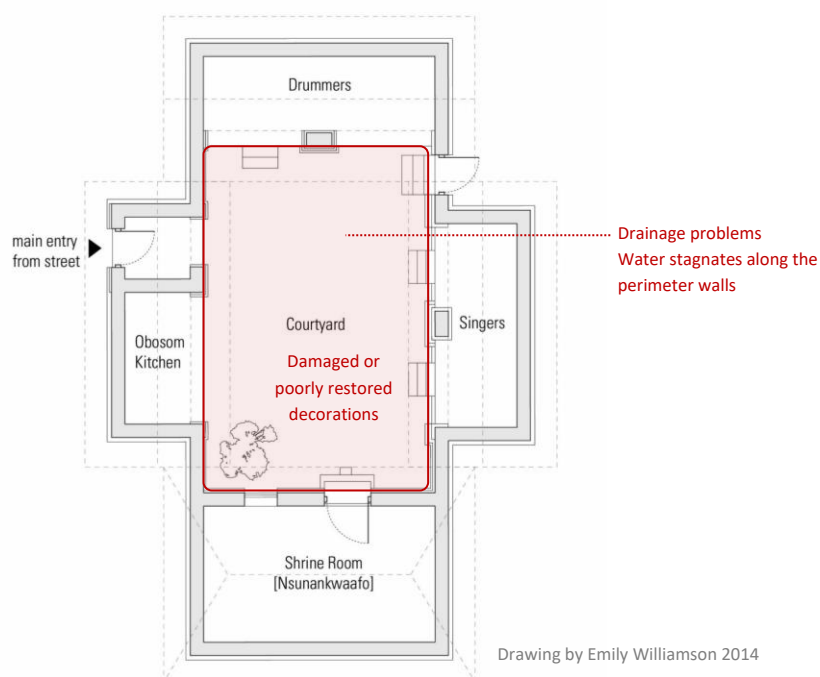 Drummers
main entry
from street
Drainage problems
Water stagnates along the
perimeter walls
Obosom
Kitchen
Courtyard
Singers
Damaged or
poorly restored
decorations
Shrine Room
[Nsunankwaafo]
Drawing by Emily Williamson 2014